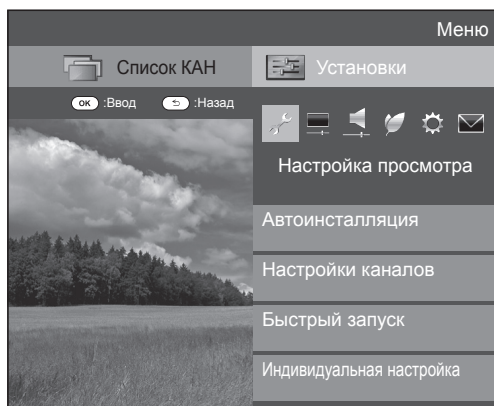 Меню
Список КАН
Установки
OK :Ввод :Назад
Настройка просмотра
Автоинсталляция
Настройки каналов
Быстрый запуск
Индивидуальная настройка